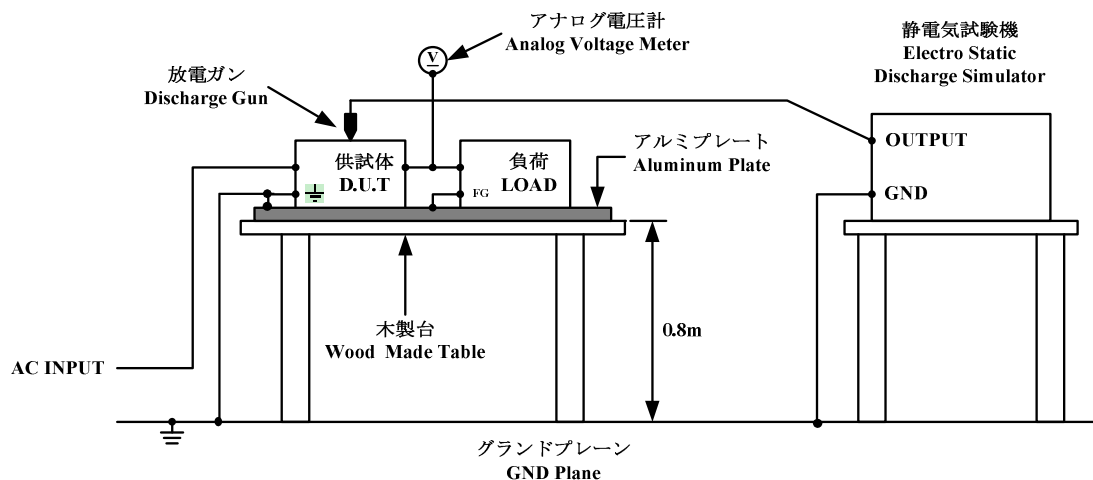 アナログ電圧計
Analog Voltage Meter
V
静電気試験機
Electro Static
Discharge Simulator
放電ガン
Discharge Gun
OUTPUT
アルミプレート
Aluminum Plate
供試体
D.U.T
負荷
LOAD
FG
GND
木製台
Wood Made Table
0.8m
AC INPUT
グランドプレーン
GND Plane